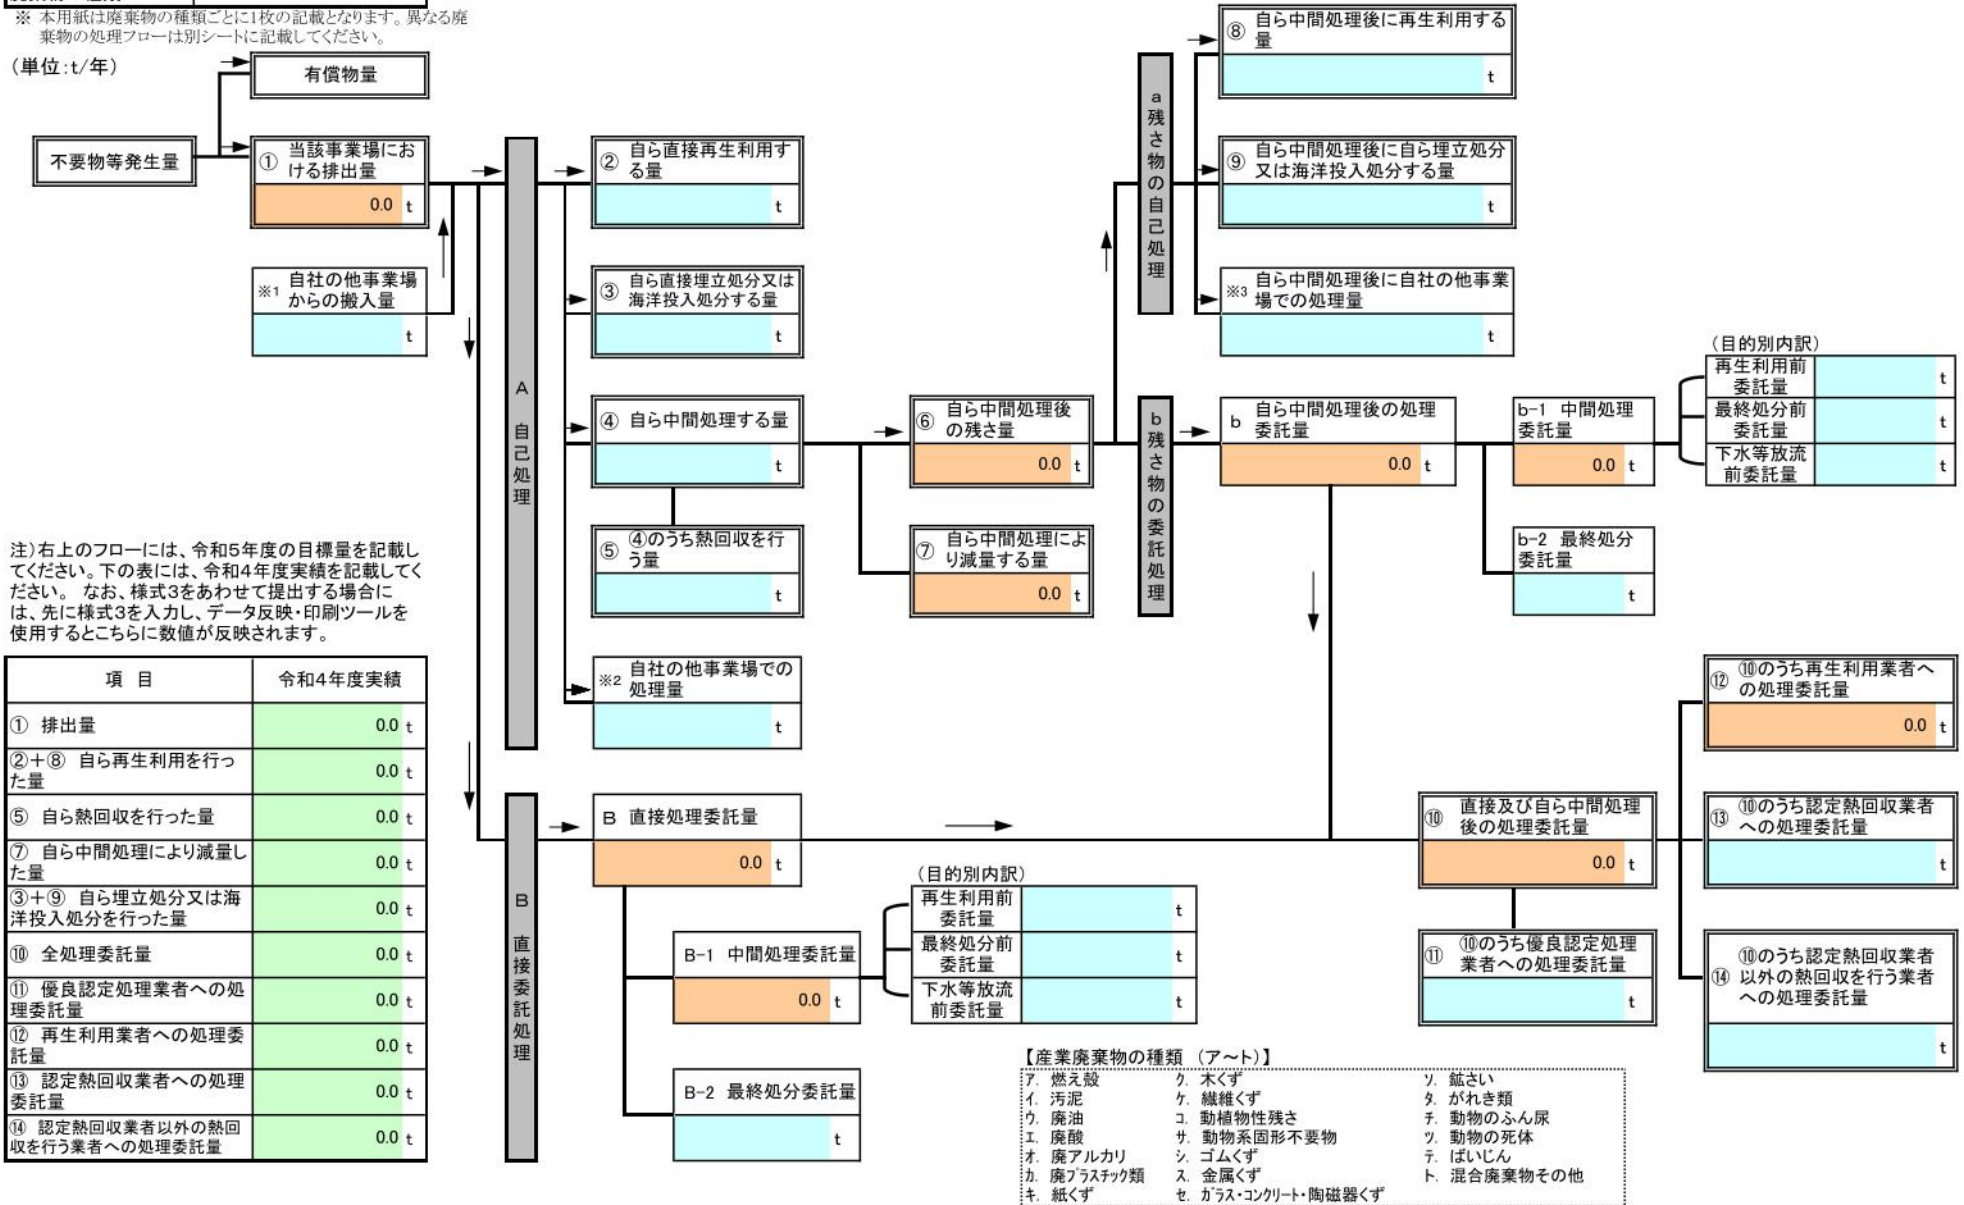 ※ 本用紙は廃棄物の種類ごとに1枚の記載となります。異なる廃
棄物の処理フローは別シートに記載してください。
(単位:t/年)
有償物量
不要物等発生量
① 当該事業場にお
ける排出量
0.0 t
※1 自社の他事業場
からの搬入量
t
A 自己処理
② 自ら直接再生利用す
る量
t
③ 自ら直接埋立処分又は
海洋投入処分する量
t
④ 自ら中間処理する量
t
⑤ ④のうち熱回収を行
う量
t
※2 自社の他事業場での
処理量
t
⑥ 自ら中間処理後
の残さ量
0.0 t
⑦ 自ら中間処理によ
り減量する量
0.0 t
a 残さ物の自己処理
⑧ 自ら中間処理後に再生利用する
量
t
⑨ 自ら中間処理後に自ら埋立処分
又は海洋投入処分する量
t
※3 自ら中間処理後に自社の他事業
場での処理量
t
b 残さ物の委託処理
b 自ら中間処理後の処理
委託量
0.0 t
b-1 中間処理
委託量
0.0 t
b-2 最終処分
委託量
t
(目的別内訳)
再生利用前
委託量
t
最終処分前
委託量
t
下水等放流
前委託量
t
注)右上のフローには、令和5年度の目標量を記載し
てください。下の表には、令和4年度実績を記載してく
ださい。 なお、様式3をあわせて提出する場合に
は、先に様式3を入力し、データ反映・印刷ツールを
使用するとこちらに数値が反映されます。
項 目 令和4年度実績
① 排出量 0.0 t
②+⑧ 自ら再生利用を行っ
た量 0.0 t
⑤ 自ら熱回収を行った量 0.0 t
⑦ 自ら中間処理により減量し
た量 0.0 t
③+⑨ 自ら埋立処分又は海
洋投入処分を行った量 0.0 t
⑩ 全処理委託量 0.0 t
⑪ 優良認定処理業者への処
理委託量 0.0 t
⑫ 再生利用業者への処理委
託量 0.0 t
⑬ 認定熱回収業者への処理
委託量 0.0 t
⑭ 認定熱回収業者以外の熱回
収を行う業者への処理委託量 0.0 t
B 直接委託処理
B 直接処理委託量
0.0 t
B-1 中間処理委託量
0.0 t
B-2 最終処分委託量
t
(目的別内訳)
再生利用前
委託量
t
最終処分前
委託量
t
下水等放流
前委託量
t
⑩ 直接及び自ら中間処理
後の処理委託量
0.0 t
⑪ ⑩のうち優良認定処理
業者への処理委託量
t
⑫ ⑩のうち再生利用業者へ
の処理委託量
0.0 t
⑬ ⑩のうち認定熱回収業者
への処理委託量
t
⑭ ⑩のうち認定熱回収業者
以外の熱回収を行う業者
への処理委託量
t
【産業廃棄物の種類 (ア~ト)】
ア. 燃え殻 ク. 木くず ソ. 鉱さい
イ. 汚泥 ケ. 繊維くず タ. がれき類
ウ. 廃油 コ. 動植物性残さ チ. 動物のふん尿
エ. 廃酸 サ. 動物系固形不要物 ツ. 動物の死体
オ. 廃アルカリ シ. ゴムくず テ. ばいじん
カ. 廃プラスチック類 ス. 金属くず ト. 混合廃棄物その他
キ. 紙くず セ. ガラス・コンクリート・陶磁器くず